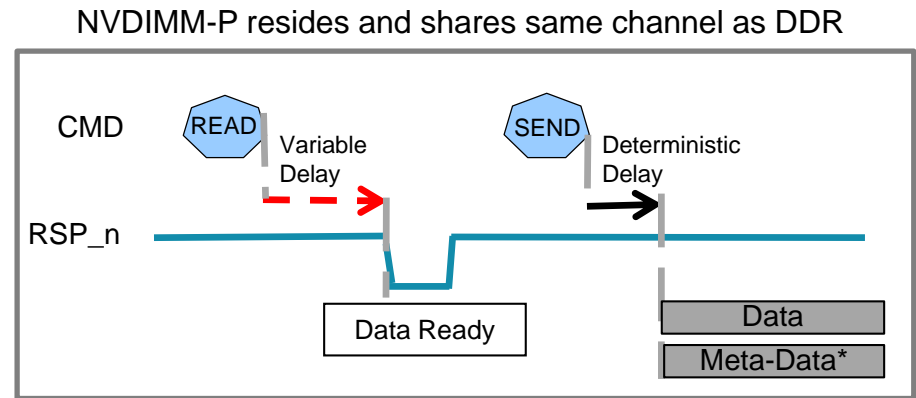 NVDIMM-P resides and shares same channel as DDR
CMD
READ
Variable
Delay
SEND
Deterministic
Delay
RSP_n
Data Ready
Data
Meta-Data*